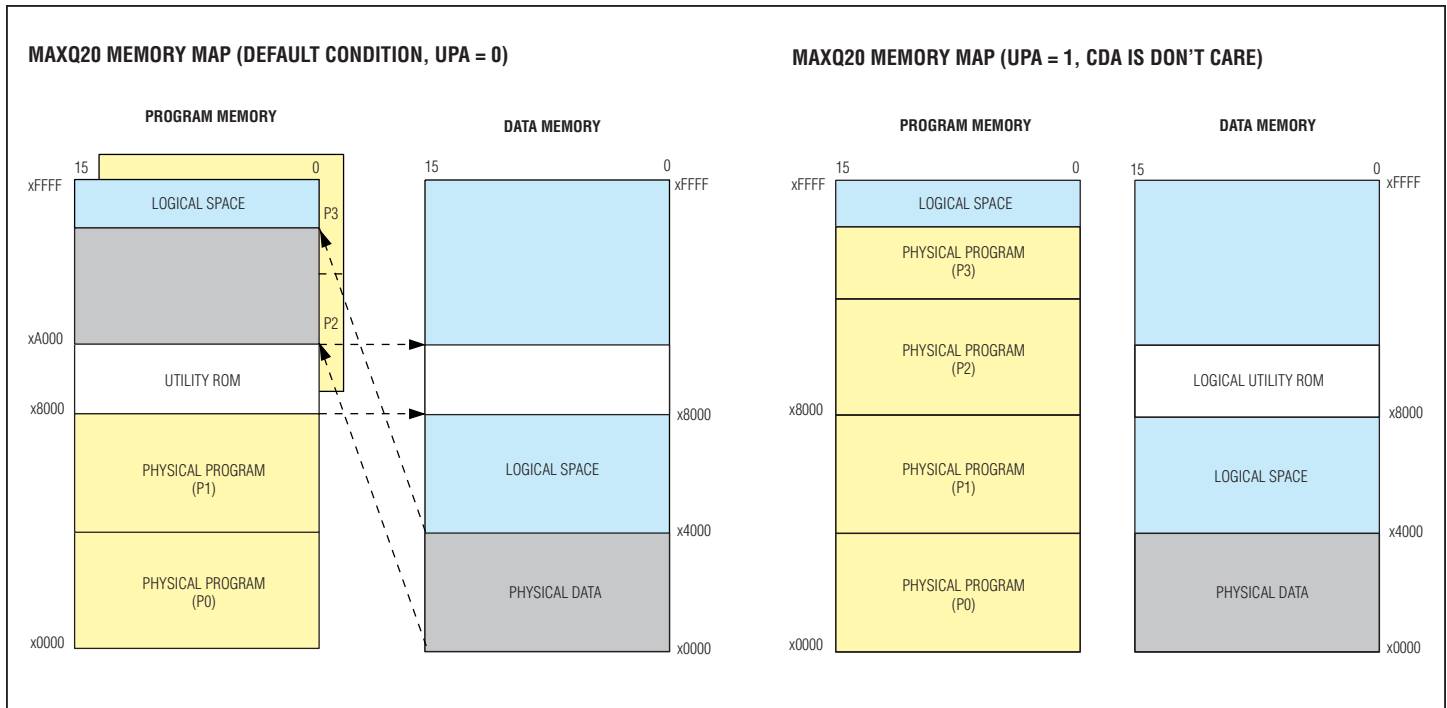 MAXQ20 MEMORY MAP (DEFAULT CONDITION, UPA = 0)
PROGRAM MEMORY
DATA MEMORY
15
0
xFFFF
LOGICAL SPACE
P3
P2
xA000
UTILITY ROM
x8000
PHYSICAL PROGRAM
(P1)
PHYSICAL PROGRAM
(P0)
x0000
15
0
xFFFF
x8000
LOGICAL SPACE
x4000
PHYSICAL DATA
x0000
MAXQ20 MEMORY MAP (UPA = 1, CDA IS DON'T CARE)
PROGRAM MEMORY
DATA MEMORY
15
0
xFFFF
LOGICAL SPACE
PHYSICAL PROGRAM
(P3)
PHYSICAL PROGRAM
(P2)
x8000
PHYSICAL PROGRAM
(P1)
PHYSICAL PROGRAM
(P0)
x0000
15
0
xFFFF
LOGICAL UTILITY ROM
x8000
LOGICAL SPACE
x4000
PHYSICAL DATA
x0000